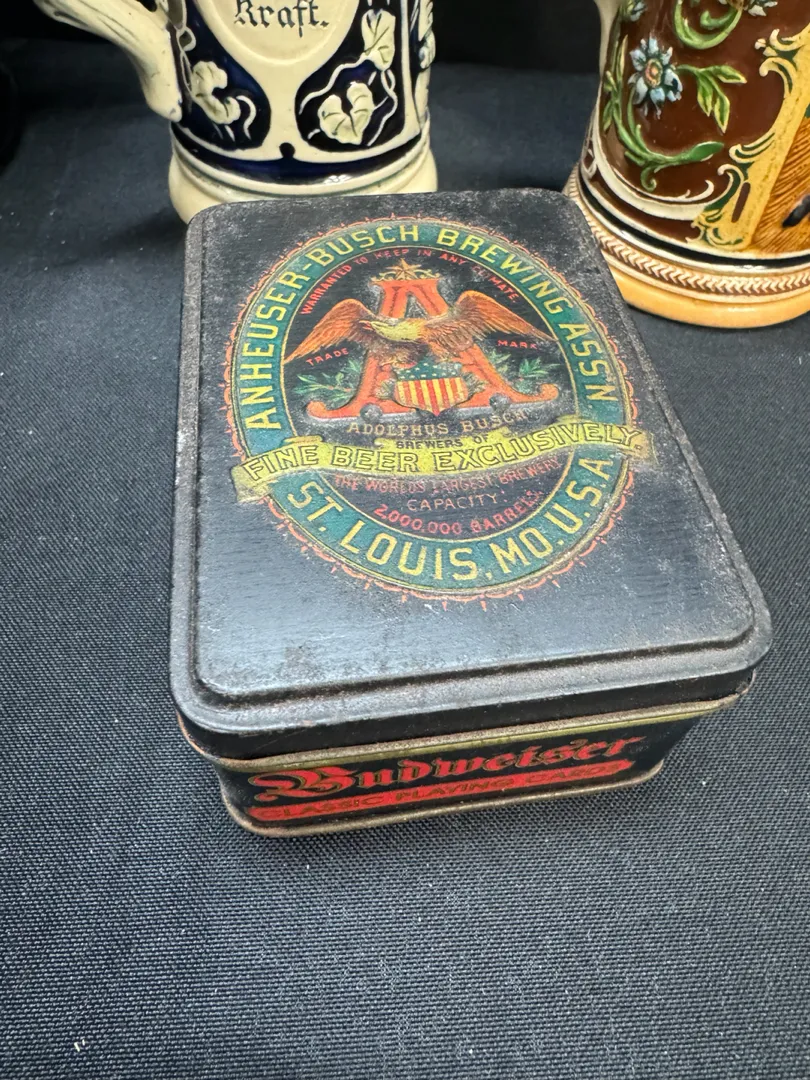 Kraft.
ANHEUSER-BUSCH BREWING ASS'N
WARRANTED TO KEEP IN ANY CLIMATE.
TRADE MARK
ADOLPHUS BUSCH
BREWERS OF
FINE BEER EXCLUSIVELY.
THE WORLDS LARGEST BREWERY
CAPACITY
2,000,000 BARRELS
ST. LOUIS, MO. U.S.A.
Budweiser
CLASSIC PLAYING CARDS